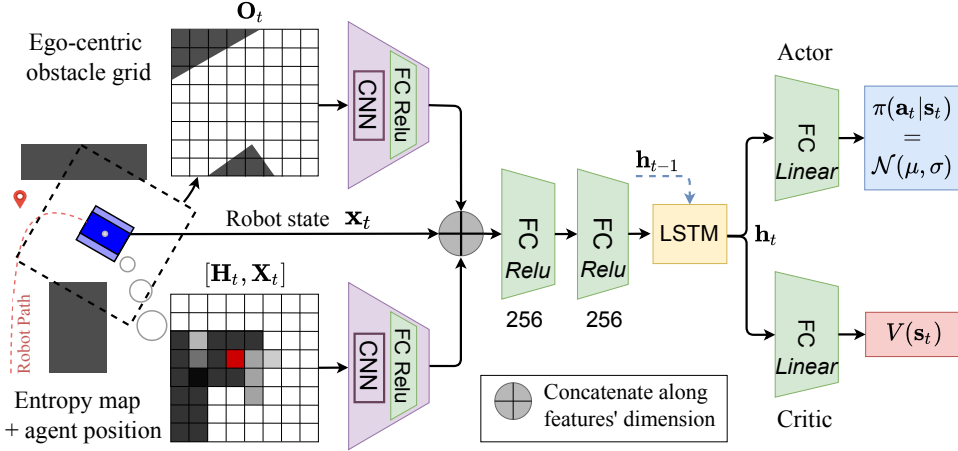 O_t
Ego-centric
obstacle grid
CNN
FC Relu
Robot state x_t
Robot Path
[H_t, X_t]
Entropy map
+ agent position
CNN
FC Relu
FC
Relu
256
FC
Relu
256
h_{t−1}
LSTM
h_t
Actor
FC
Linear
π(a_t|s_t)
=
𝒩(μ, σ)
FC
Linear
Critic
V(s_t)
Concatenate along
features' dimension